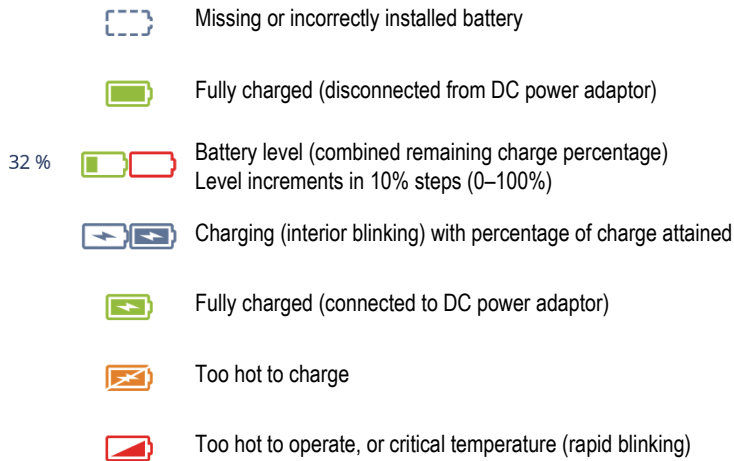 Missing or incorrectly installed battery
Fully charged (disconnected from DC power adaptor)
32 %
Battery level (combined remaining charge percentage)
Level increments in 10% steps (0–100%)
Charging (interior blinking) with percentage of charge attained
Fully charged (connected to DC power adaptor)
Too hot to charge
Too hot to operate, or critical temperature (rapid blinking)